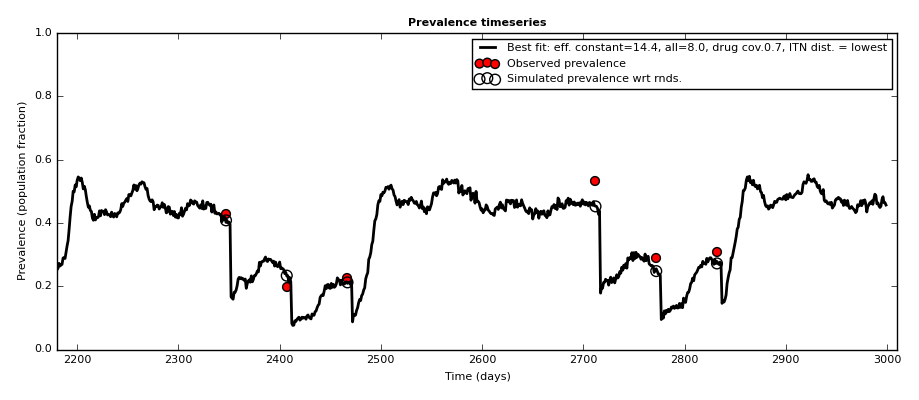 Prevalence timeseries
Best fit: eff. constant=14.4, all=8.0, drug cov.0.7, ITN dist. = lowest
Observed prevalence
Simulated prevalence wrt rnds.
Prevalence (population fraction)
1.0
0.8
0.6
0.4
0.2
0.0
2200 2300 2400 2500 2600 2700 2800 2900 3000
Time (days)